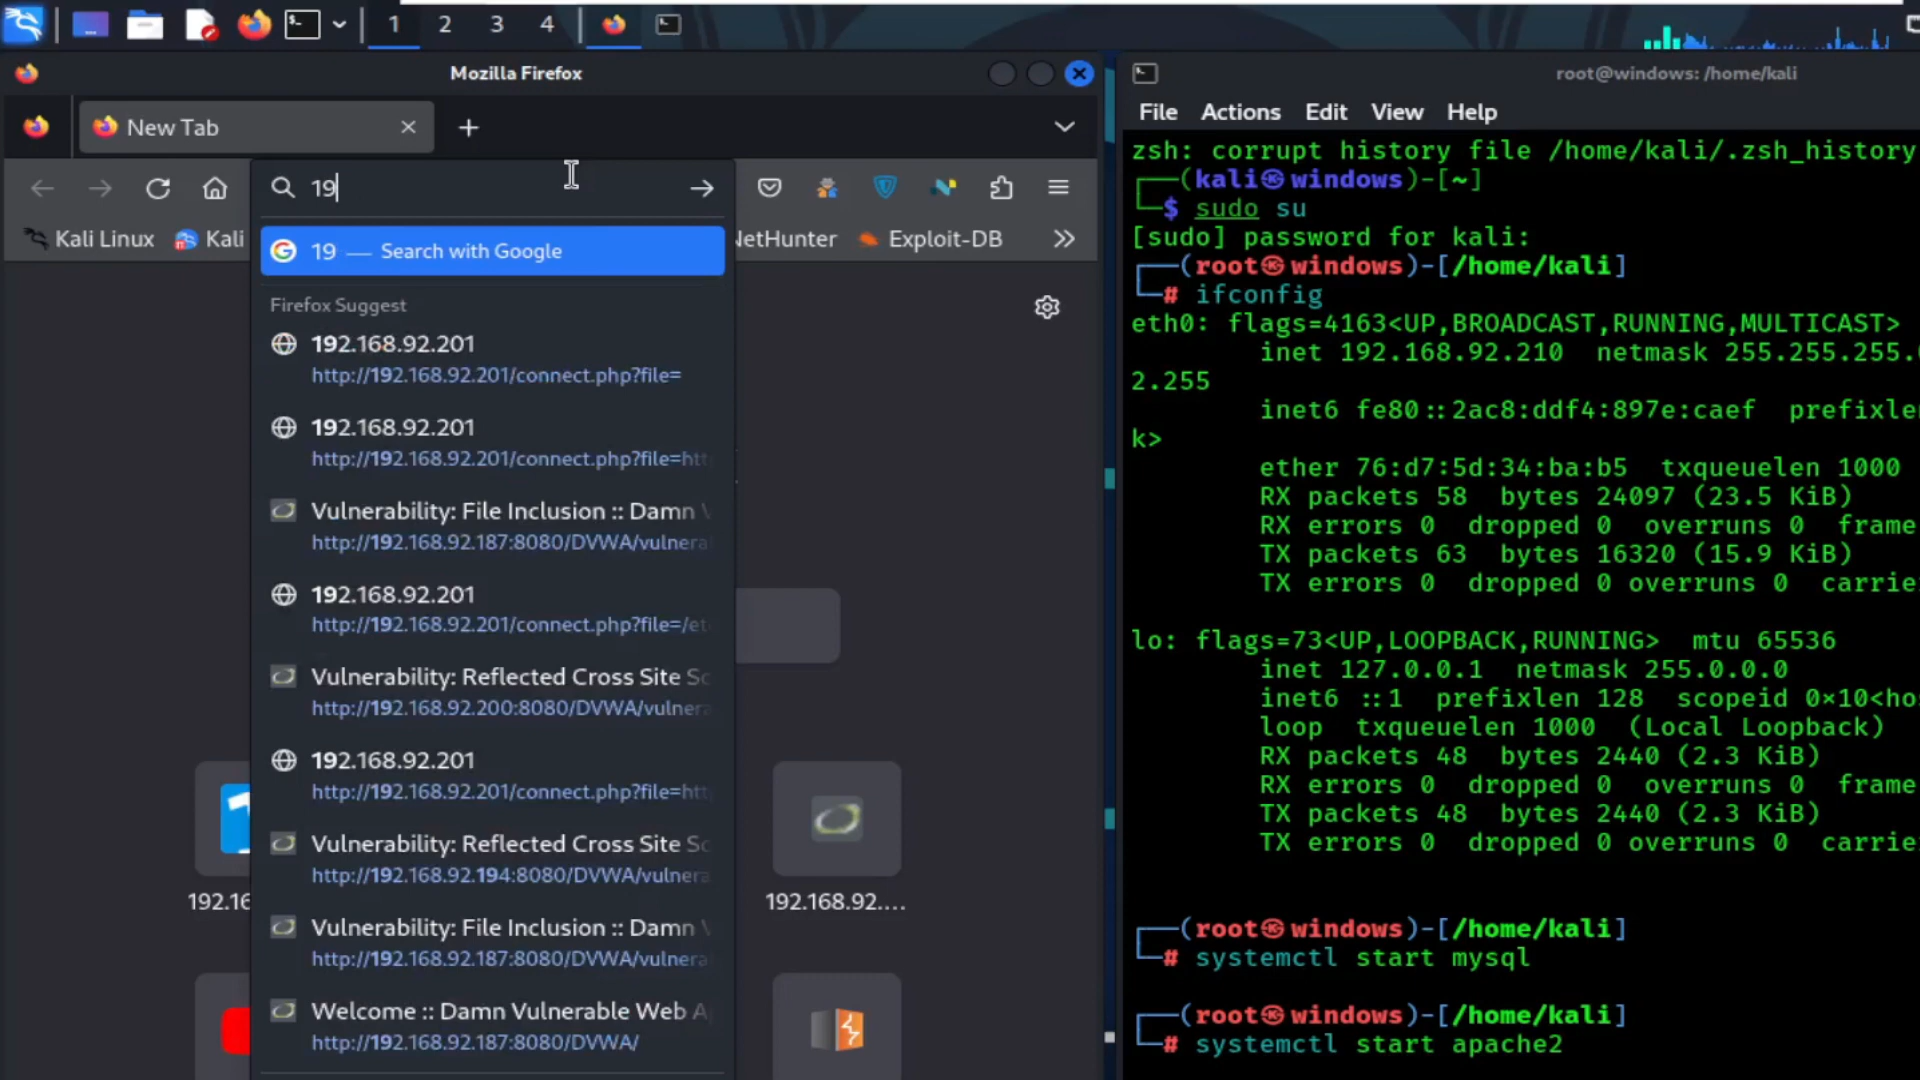 1 2 3 4
Mozilla Firefox
New Tab
19
Kali Linux
Kali
NetHunter
Exploit-DB
19 — Search with Google
Firefox Suggest
192.168.92.201
http://192.168.92.201/connect.php?file=
192.168.92.201
http://192.168.92.201/connect.php?file=htt
Vulnerability: File Inclusion :: Damn V
http://192.168.92.187:8080/DVWA/vulnera
192.168.92.201
http://192.168.92.201/connect.php?file=/et
Vulnerability: Reflected Cross Site Sc
http://192.168.92.200:8080/DVWA/vulnera
192.168.92.201
http://192.168.92.201/connect.php?file=htt
Vulnerability: Reflected Cross Site Sc
http://192.168.92.194:8080/DVWA/vulnera
Vulnerability: File Inclusion :: Damn V
http://192.168.92.187:8080/DVWA/vulnera
Welcome :: Damn Vulnerable Web A
http://192.168.92.187:8080/DVWA/
192.16
192.168.92....
root@windows: /home/kali
File Actions Edit View Help
zsh: corrupt history file /home/kali/.zsh_history
┌──(kali㉿windows)-[~]
└─$ sudo su
[sudo] password for kali:
┌──(root㉿windows)-[/home/kali]
└─# ifconfig
eth0: flags=4163<UP,BROADCAST,RUNNING,MULTICAST>
inet 192.168.92.210 netmask 255.255.255.
2.255
inet6 fe80::2ac8:ddf4:897e:caef prefixle
k>
ether 76:d7:5d:34:ba:b5 txqueuelen 1000
RX packets 58 bytes 24097 (23.5 KiB)
RX errors 0 dropped 0 overruns 0 frame
TX packets 63 bytes 16320 (15.9 KiB)
TX errors 0 dropped 0 overruns 0 carrie
lo: flags=73<UP,LOOPBACK,RUNNING> mtu 65536
inet 127.0.0.1 netmask 255.0.0.0
inet6 ::1 prefixlen 128 scopeid 0×10<ho
loop txqueuelen 1000 (Local Loopback)
RX packets 48 bytes 2440 (2.3 KiB)
RX errors 0 dropped 0 overruns 0 frame
TX packets 48 bytes 2440 (2.3 KiB)
TX errors 0 dropped 0 overruns 0 carrie
┌──(root㉿windows)-[/home/kali]
└─# systemctl start mysql
┌──(root㉿windows)-[/home/kali]
└─# systemctl start apache2